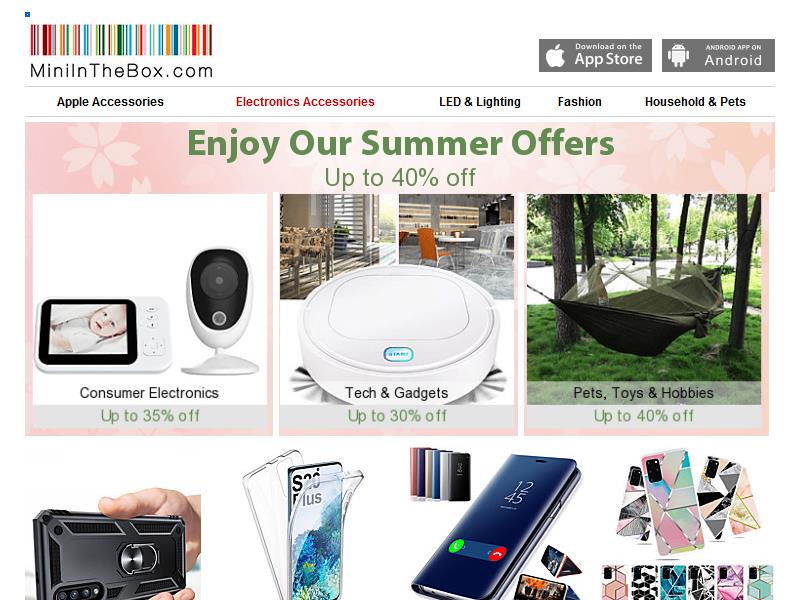 MiniInTheBox.com
Download on the
App Store
ANDROID APP ON
Android
Apple Accessories
Electronics Accessories
LED & Lighting
Fashion
Household & Pets
Enjoy Our Summer Offers
Up to 40% off
START
Consumer Electronics
Tech & Gadgets
Pets, Toys & Hobbies
Up to 35% off
Up to 30% off
Up to 40% off
S20
Plus
12
45